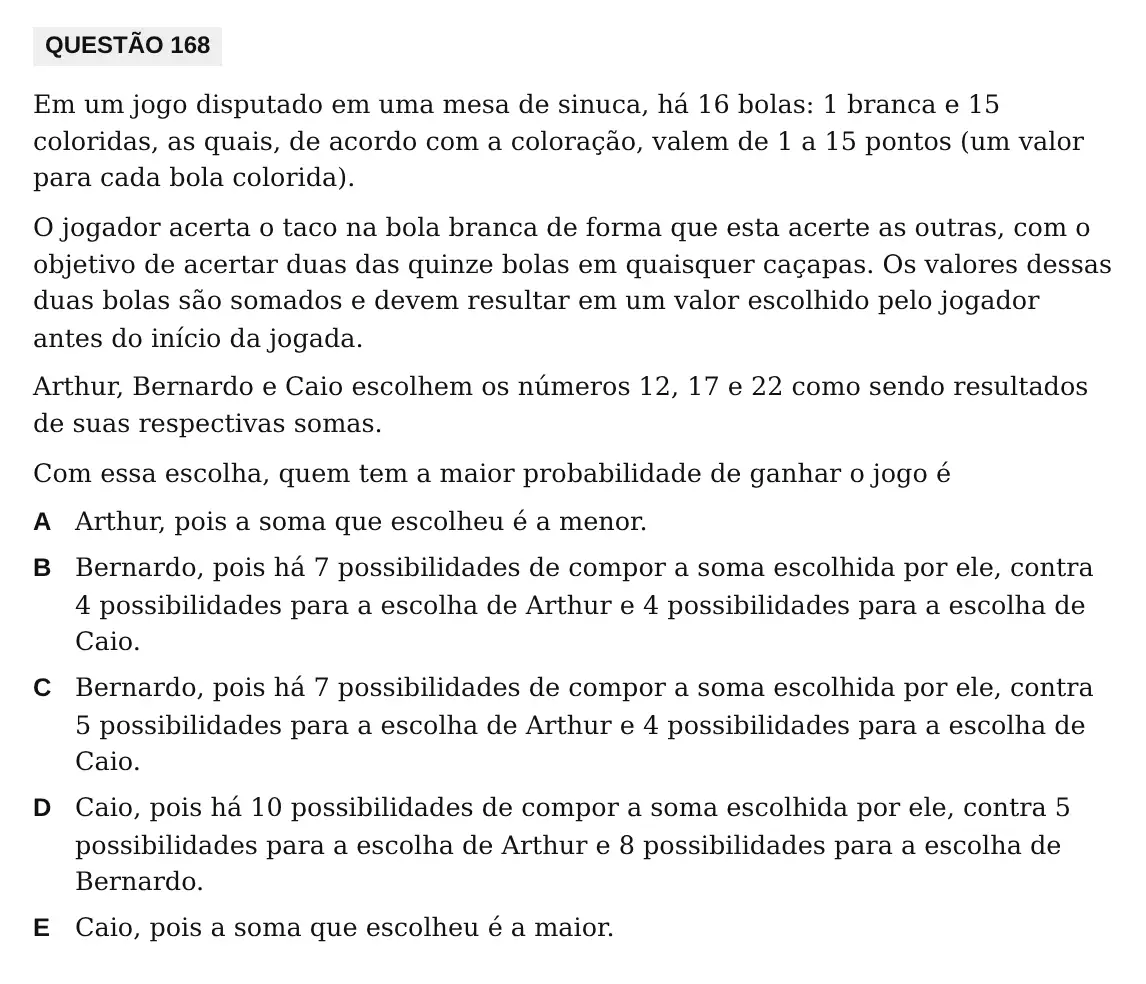 QUESTÃO 168
Em um jogo disputado em uma mesa de sinuca, há 16 bolas: 1 branca e 15
coloridas, as quais, de acordo com a coloração, valem de 1 a 15 pontos (um valor
para cada bola colorida).
O jogador acerta o taco na bola branca de forma que esta acerte as outras, com o
objetivo de acertar duas das quinze bolas em quaisquer caçapas. Os valores dessas
duas bolas são somados e devem resultar em um valor escolhido pelo jogador
antes do início da jogada.
Arthur, Bernardo e Caio escolhem os números 12, 17 e 22 como sendo resultados
de suas respectivas somas.
Com essa escolha, quem tem a maior probabilidade de ganhar o jogo é
A Arthur, pois a soma que escolheu é a menor.
B Bernardo, pois há 7 possibilidades de compor a soma escolhida por ele, contra
4 possibilidades para a escolha de Arthur e 4 possibilidades para a escolha de
Caio.
C Bernardo, pois há 7 possibilidades de compor a soma escolhida por ele, contra
5 possibilidades para a escolha de Arthur e 4 possibilidades para a escolha de
Caio.
D Caio, pois há 10 possibilidades de compor a soma escolhida por ele, contra 5
possibilidades para a escolha de Arthur e 8 possibilidades para a escolha de
Bernardo.
E Caio, pois a soma que escolheu é a maior.